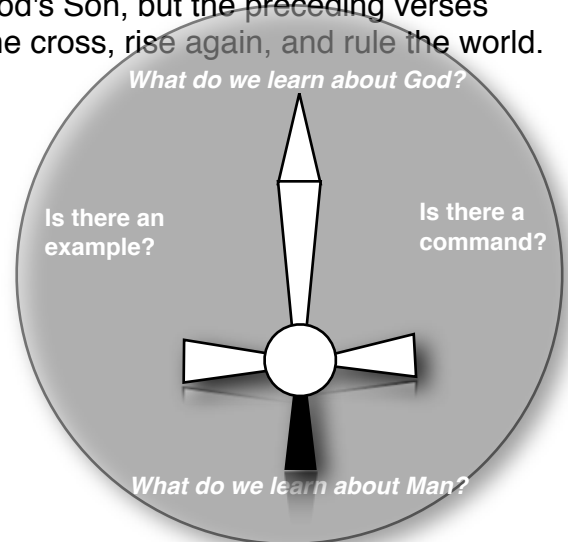 od's Son, but the preceding verses
ne cross, rise again, and rule the world.
What do we learn about God?
Is there an
example?
Is there a
command?
What do we learn about Man?